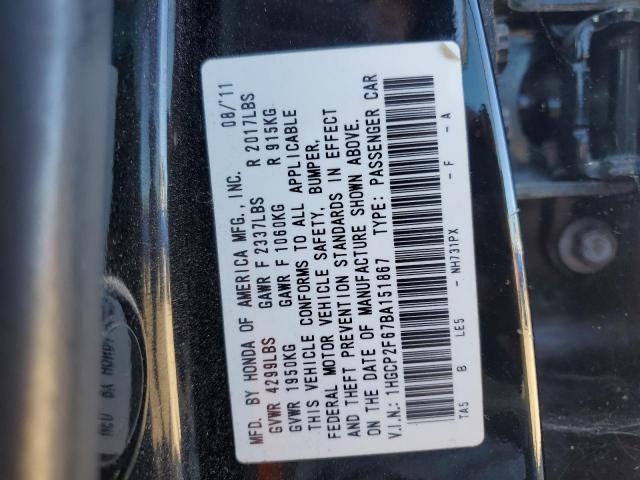 MFD. BY HONDA OF AMERICA MFG., INC. 08/'11
GVWR 4299LBS GAWR F 2337LBS R 2017LBS
GVWR 1950KG GAWR F 1060KG R 915KG
THIS VEHICLE CONFORMS TO ALL APPLICABLE
FEDERAL MOTOR VEHICLE SAFETY, BUMPER,
AND THEFT PREVENTION STANDARDS IN EFFECT
ON THE DATE OF MANUFACTURE SHOWN ABOVE.
V.I.N.: 1HGCP2F67BA151867 TYPE: PASSENGER CAR
TA5 B LE5 - NH731PX - F - A